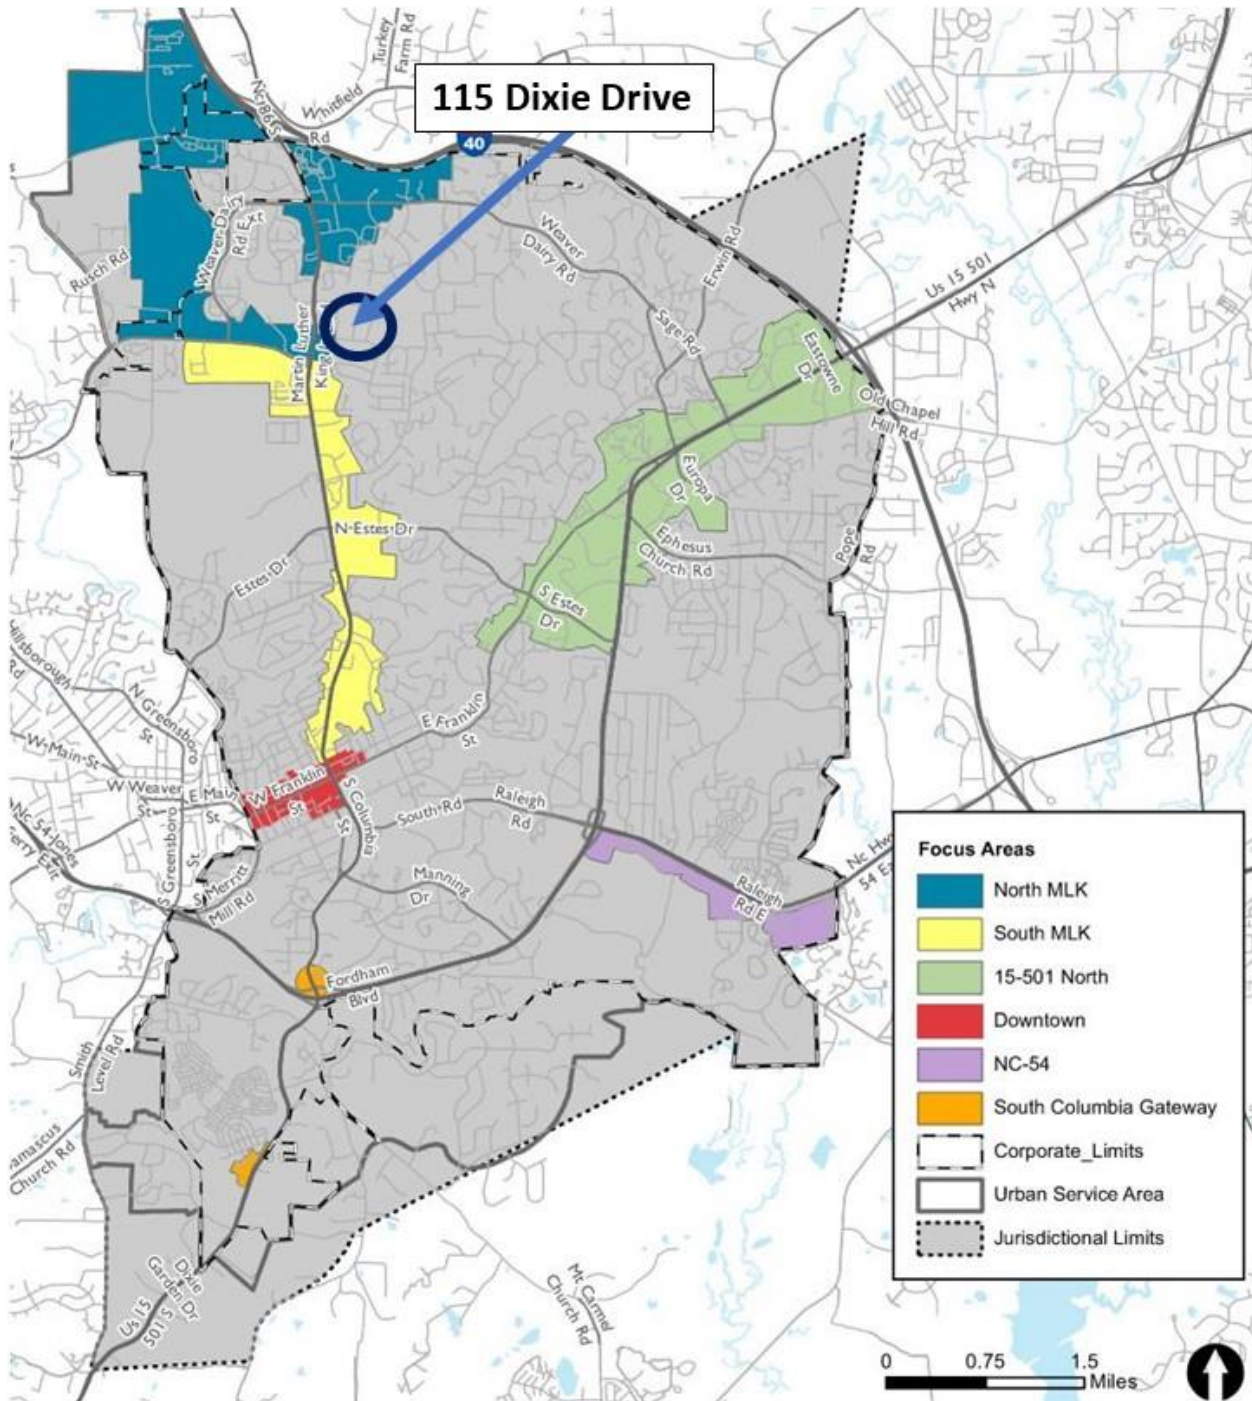 Turkey
Farm Rd
NC 86 S
Whitfield
Rd
115 Dixie Drive
40
Rusch Rd
Weaver Dairy
Rd Ext
Weaver
Dairy Rd
Erwin Rd
Us 15 501
Hwy N
Sage Rd
Martin Luther
King
Eastowne
Dr
Old Chapel
Hill Rd
Europa
Dr
N Estes Dr
Ephesus
Church Rd
Pope
Rd
Estes Dr
S Estes
Dr
Hillsborough
Rd
N Greensboro
St
E Franklin
St
W Main St
W Weaver
St
E Main
St
W Franklin
St
S Columbia
St
South Rd
Raleigh
Rd
Nc 54
S Greensboro
St
S Merritt
Mill Rd
Manning
Dr
Raleigh
Rd E
Nc Hwy
54
Fordham
Blvd
Smith
Level Rd
Church Rd
Dixie
Garden Dr
Us 15
501 S
Mt Carmel
Church Rd
Focus Areas
North MLK
South MLK
15-501 North
Downtown
NC-54
South Columbia Gateway
Corporate_Limits
Urban Service Area
Jurisdictional Limits
0 0.75 1.5
Miles